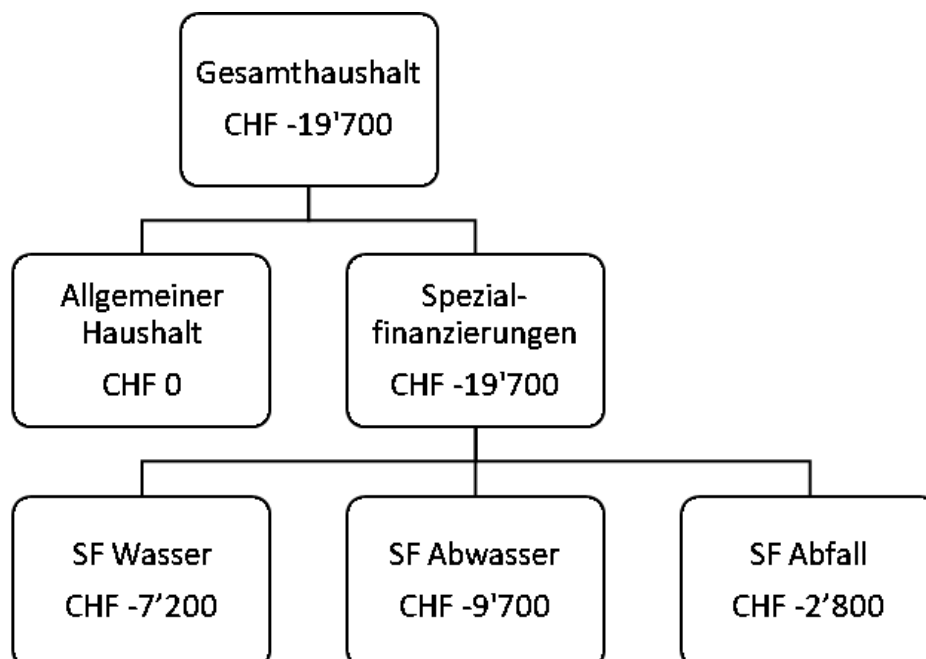 Gesamthaushalt
CHF -19'700
Allgemeiner
Haushalt
CHF 0
Spezial-
finanzierungen
CHF -19'700
SF Wasser
CHF -7’200
SF Abwasser
CHF -9'700
SF Abfall
CHF -2’800